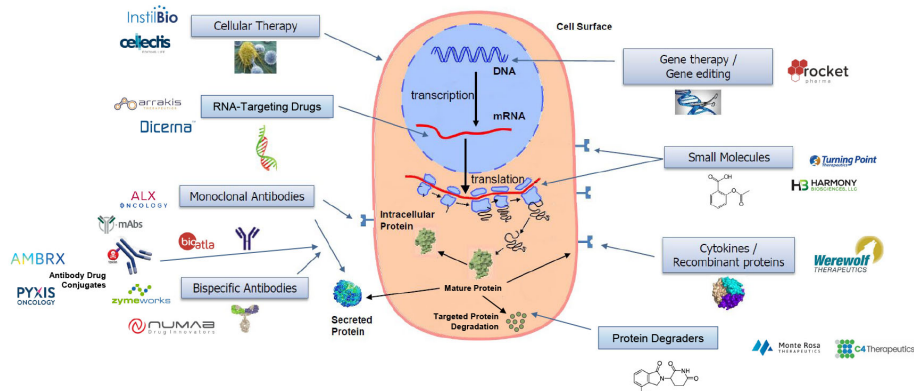 InstilBio
cellectis
Cellular Therapy
Cell Surface
DNA
Gene therapy /
Gene editing
rocket
pharma
arrakis
THERAPEUTICS
Dicerna
RNA-Targeting Drugs
transcription
mRNA
translation
Small Molecules
Turning Point
Therapeutics
HARMONY
BIOSCIENCES, LLC
OH
O
O
O
ALX
ONCOLOGY
Monoclonal Antibodies
mAbs
bioatla
Intracellular
Protein
AMBRX
Antibody Drug
Conjugates
PYXIS
ONCOLOGY
zymeworks
Bispecific Antibodies
NUMAB
Drug Innovators
Secreted
Protein
Mature Protein
Targeted Protein
Degradation
Cytokines /
Recombinant proteins
Werewolf
THERAPEUTICS
Protein Degraders
MONTE ROSA
THERAPEUTICS
C4 Therapeutics
O
O
H
N
O
N